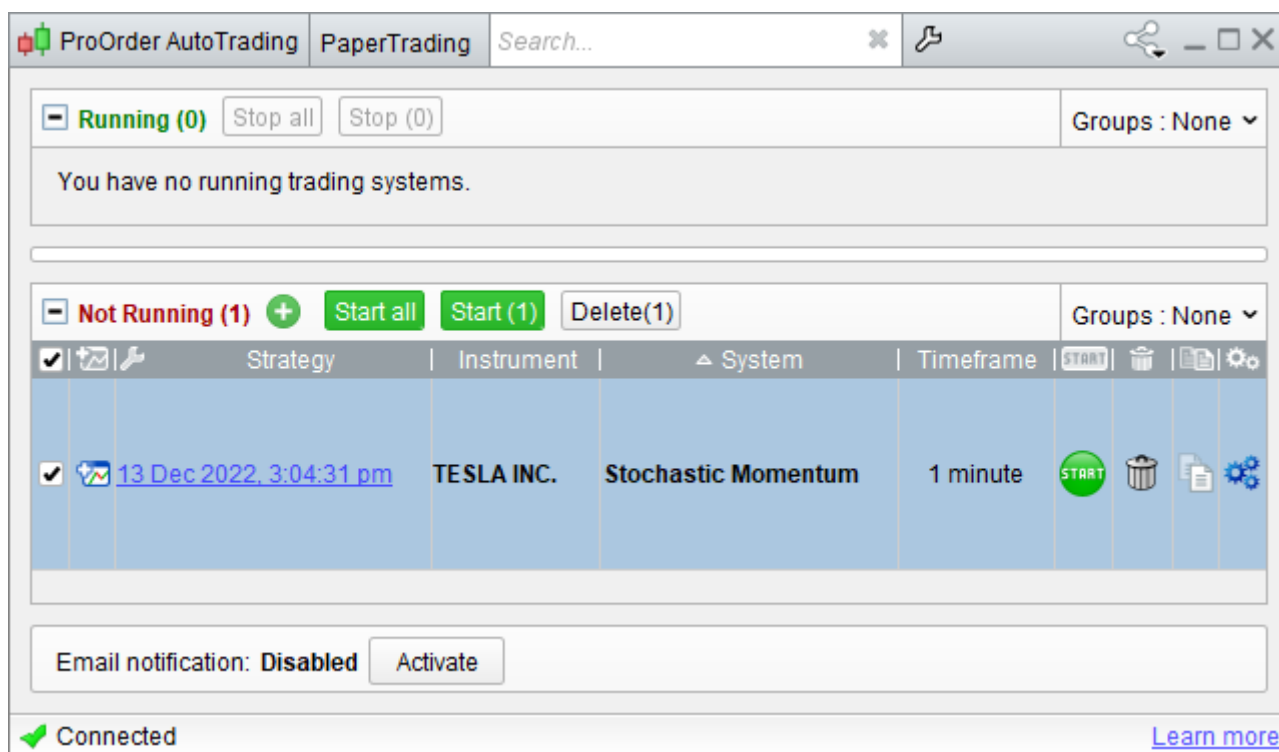 ProOrder AutoTrading PaperTrading Search...
Running (0) Stop all Stop (0) Groups : None
You have no running trading systems.
Not Running (1) Start all Start (1) Delete(1) Groups : None
Strategy Instrument System Timeframe START
13 Dec 2022, 3:04:31 pm TESLA INC. Stochastic Momentum 1 minute START
Email notification: Disabled Activate
Connected Learn more